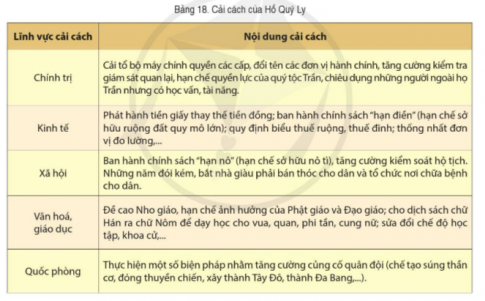 Bảng 18. Cải cách của Hồ Quý Ly
Lĩnh vực cải cách
Nội dung cải cách
Chính trị
Cải tổ bộ máy chính quyền các cấp, đổi tên các đơn vị hành chính, tăng cường kiểm tra
giám sát quan lại, hạn chế quyền lực của quý tộc Trần, chiêu dụng những người ngoài họ
Trần nhưng có học vấn, tài năng.
Kinh tế
Phát hành tiền giấy thay thế tiền đồng; ban hành chính sách "hạn điền" (hạn chế sở
hữu ruộng đất quy mô lớn); quy định biểu thuế ruộng, thuế đinh; thống nhất đơn
vị đo lường,...
Xã hội
Ban hành chính sách "hạn nô" (hạn chế sở hữu nô tì), tăng cường kiểm soát hộ tịch.
Những năm đói kém, bắt nhà giàu phải bán thóc cho dân và tổ chức nơi chữa bệnh
cho dân.
Văn hoá,
giáo dục
Đề cao Nho giáo, hạn chế ảnh hưởng của Phật giáo và Đạo giáo; cho dịch sách chữ
Hán ra chữ Nôm để dạy học cho vua, quan, phi tần, cung nữ; sửa đổi chế độ học
tập, khoa cử,...
Quốc phòng
Thực hiện một số biện pháp nhằm tăng cường củng cố quân đội (chế tạo súng thần
cơ, đóng thuyền chiến, xây thành Tây Đô, thành Đa Bang,...).